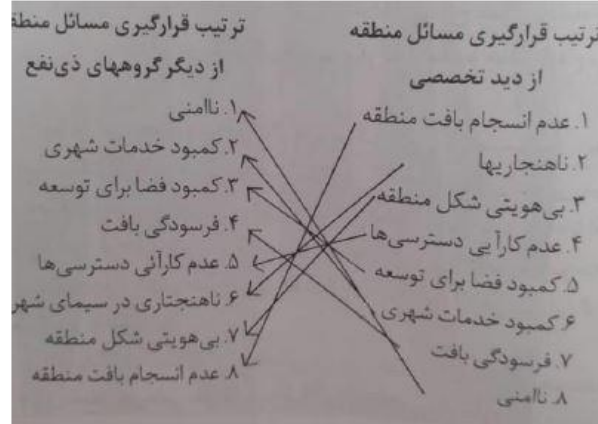 ترتیب قرارگیری مسائل منطقه
از دید تخصصی
۱. عدم انسجام بافت منطقه
۲. ناهنجاریها
۳. بی‌هویتی شکل منطقه
۴. عدم کارآیی دسترسی‌ها
۵. کمبود فضا برای توسعه
۶. کمبود خدمات شهری
۷. فرسودگی بافت
۸. ناامنی
ترتیب قرارگیری مسائل منطق
از دیگر گروههای ذی‌نفع
۱. ناامنی
۲. کمبود خدمات شهری
۳. کمبود فضا برای توسعه
۴. فرسودگی بافت
۵. عدم کارآئی دسترسی‌ها
۶. ناهنجتاری در سیمای شهر
۷. بی‌هویتی شکل منطقه
۸. عدم انسجام بافت منطقه